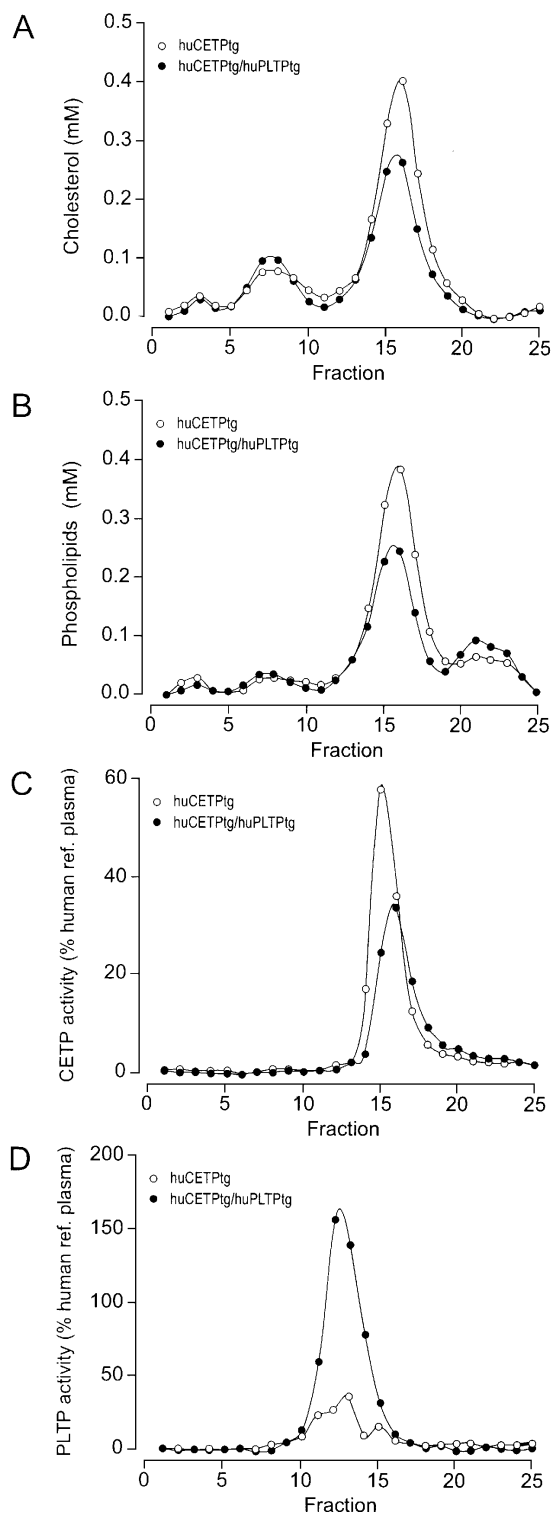 A
huCETPtg
huCETPtg/huPLTPtg
Cholesterol (mM)
0.5
0.4
0.3
0.2
0.1
0.0
0 5 10 15 20 25
Fraction
B
huCETPtg
huCETPtg/huPLTPtg
Phospholipids (mM)
0.5
0.4
0.3
0.2
0.1
0.0
0 5 10 15 20 25
Fraction
C
huCETPtg
huCETPtg/huPLTPtg
CETP activity (% human ref. plasma)
60
40
20
0
0 5 10 15 20 25
Fraction
D
huCETPtg
huCETPtg/huPLTPtg
PLTP activity (% human ref. plasma)
200
150
100
50
0
0 5 10 15 20 25
Fraction